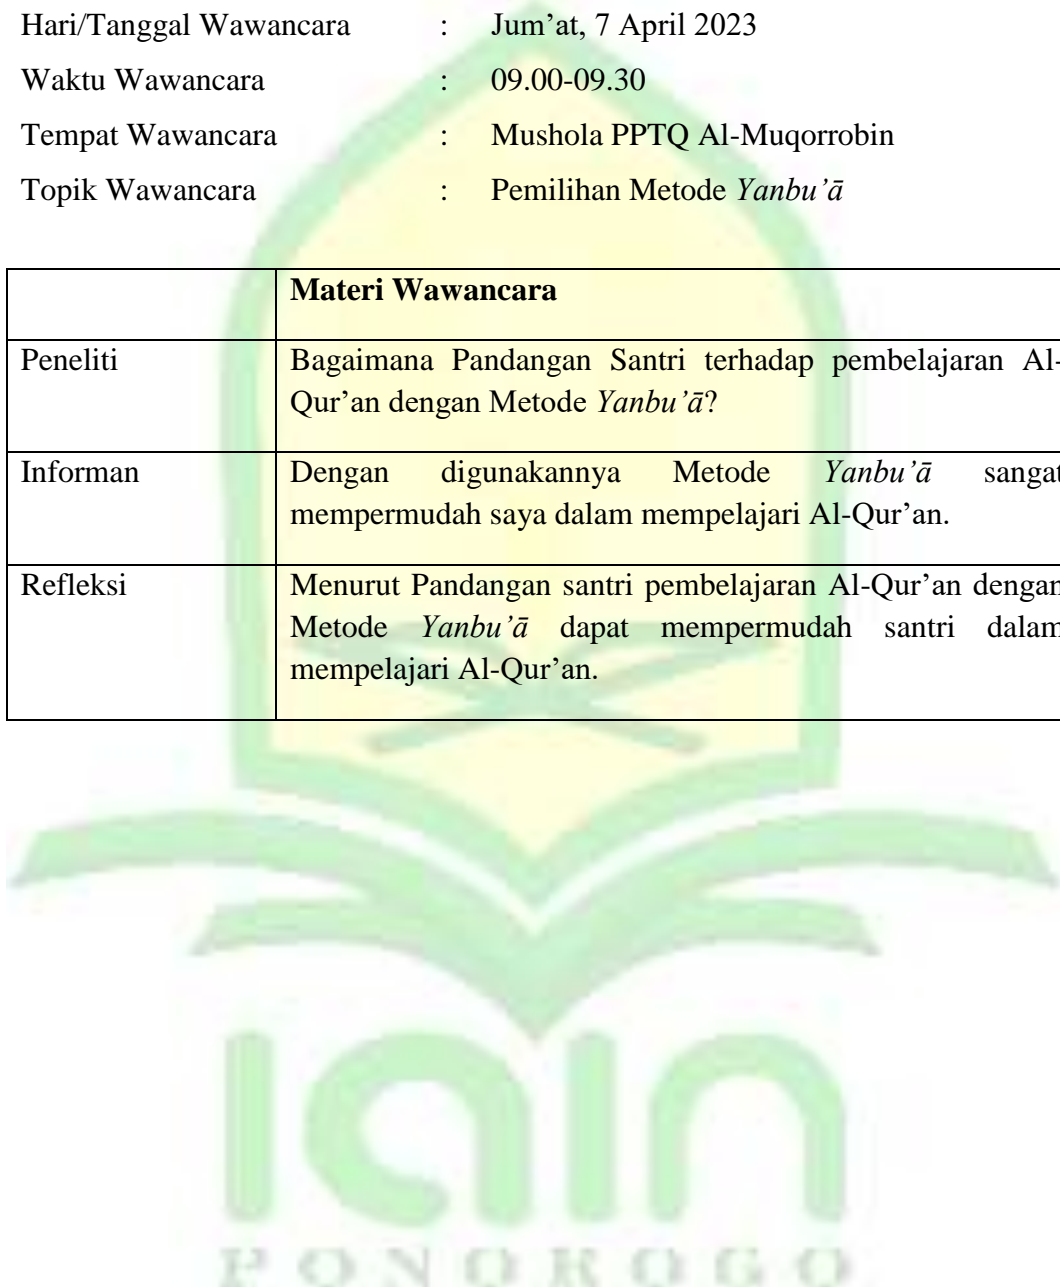 Hari/Tanggal Wawancara : Jum’at, 7 April 2023
Waktu Wawancara : 09.00-09.30
Tempat Wawancara : Mushola PPTQ Al-Muqorrobin
Topik Wawancara : Pemilihan Metode Yanbu’ā
Materi Wawancara
Peneliti Bagaimana Pandangan Santri terhadap pembelajaran Al-
Qur’an dengan Metode Yanbu’ā?
Informan Dengan digunakannya Metode Yanbu’ā sangat
mempermudah saya dalam mempelajari Al-Qur’an.
Refleksi Menurut Pandangan santri pembelajaran Al-Qur’an dengan
Metode Yanbu’ā dapat mempermudah santri dalam
mempelajari Al-Qur’an.
iain
PONOROGO